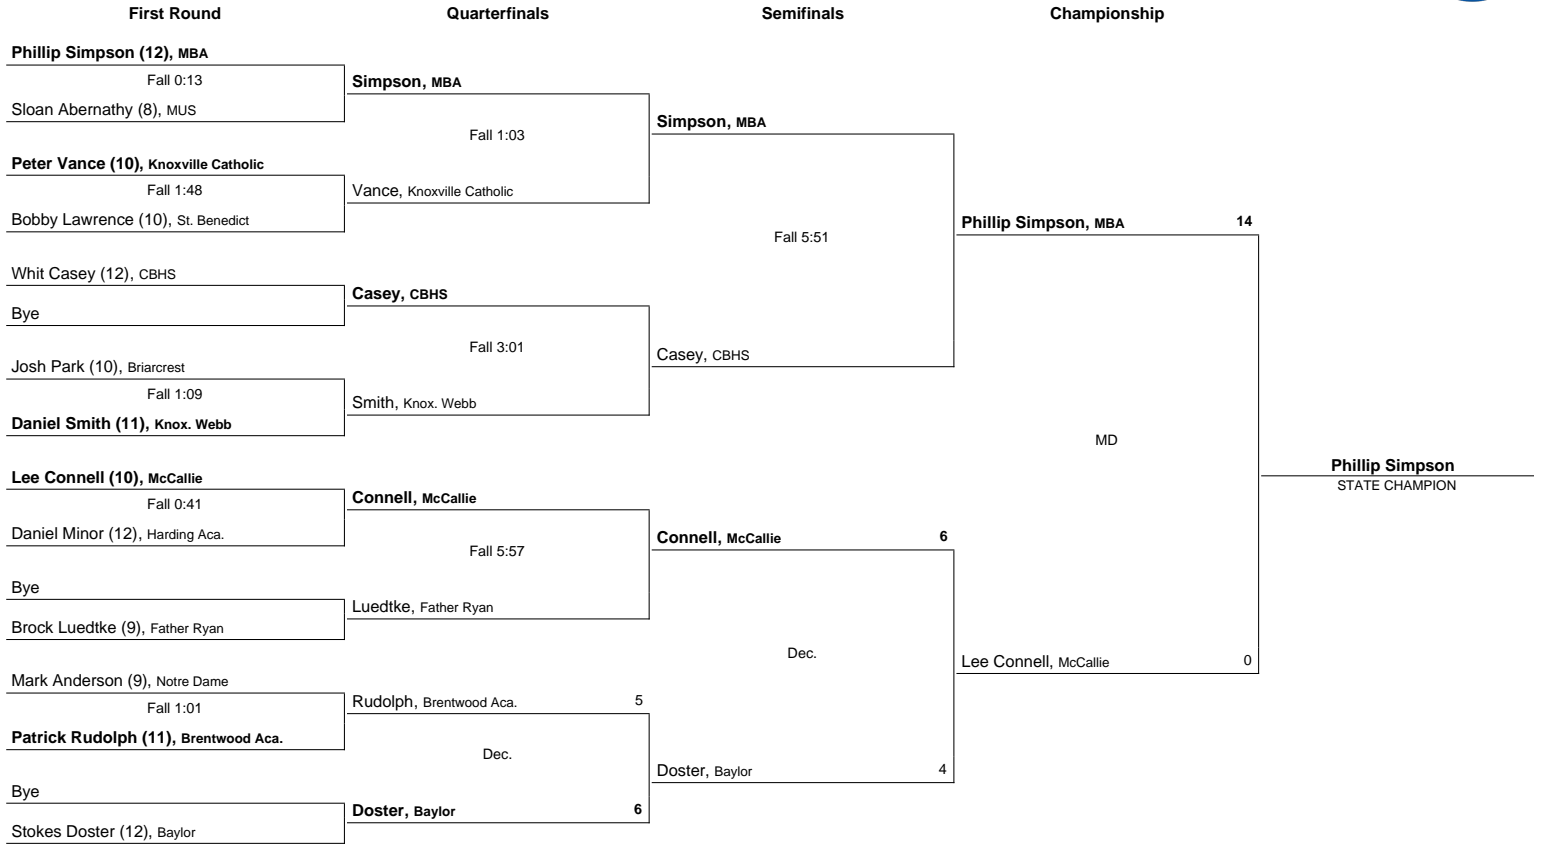 First Round Quarterfinals Semifinals Championship
Phillip Simpson (12), MBA
Fall 0:13
Sloan Abernathy (8), MUS
Peter Vance (10), Knoxville Catholic
Fall 1:48
Bobby Lawrence (10), St. Benedict
Whit Casey (12), CBHS
Bye
Josh Park (10), Briarcrest
Fall 1:09
Daniel Smith (11), Knox. Webb
Lee Connell (10), McCallie
Fall 0:41
Daniel Minor (12), Harding Aca.
Bye
Brock Luedtke (9), Father Ryan
Mark Anderson (9), Notre Dame
Fall 1:01
Patrick Rudolph (11), Brentwood Aca.
Bye
Stokes Doster (12), Baylor
Simpson, MBA
Fall 1:03
Vance, Knoxville Catholic
Casey, CBHS
Fall 3:01
Smith, Knox. Webb
Connell, McCallie
Fall 5:57
Luedtke, Father Ryan
Rudolph, Brentwood Aca. 5
Dec.
Doster, Baylor 6
Simpson, MBA
Fall 5:51
Casey, CBHS
Connell, McCallie 6
Dec.
Doster, Baylor 4
Phillip Simpson, MBA 14
MD
Lee Connell, McCallie 0
Phillip Simpson
STATE CHAMPION